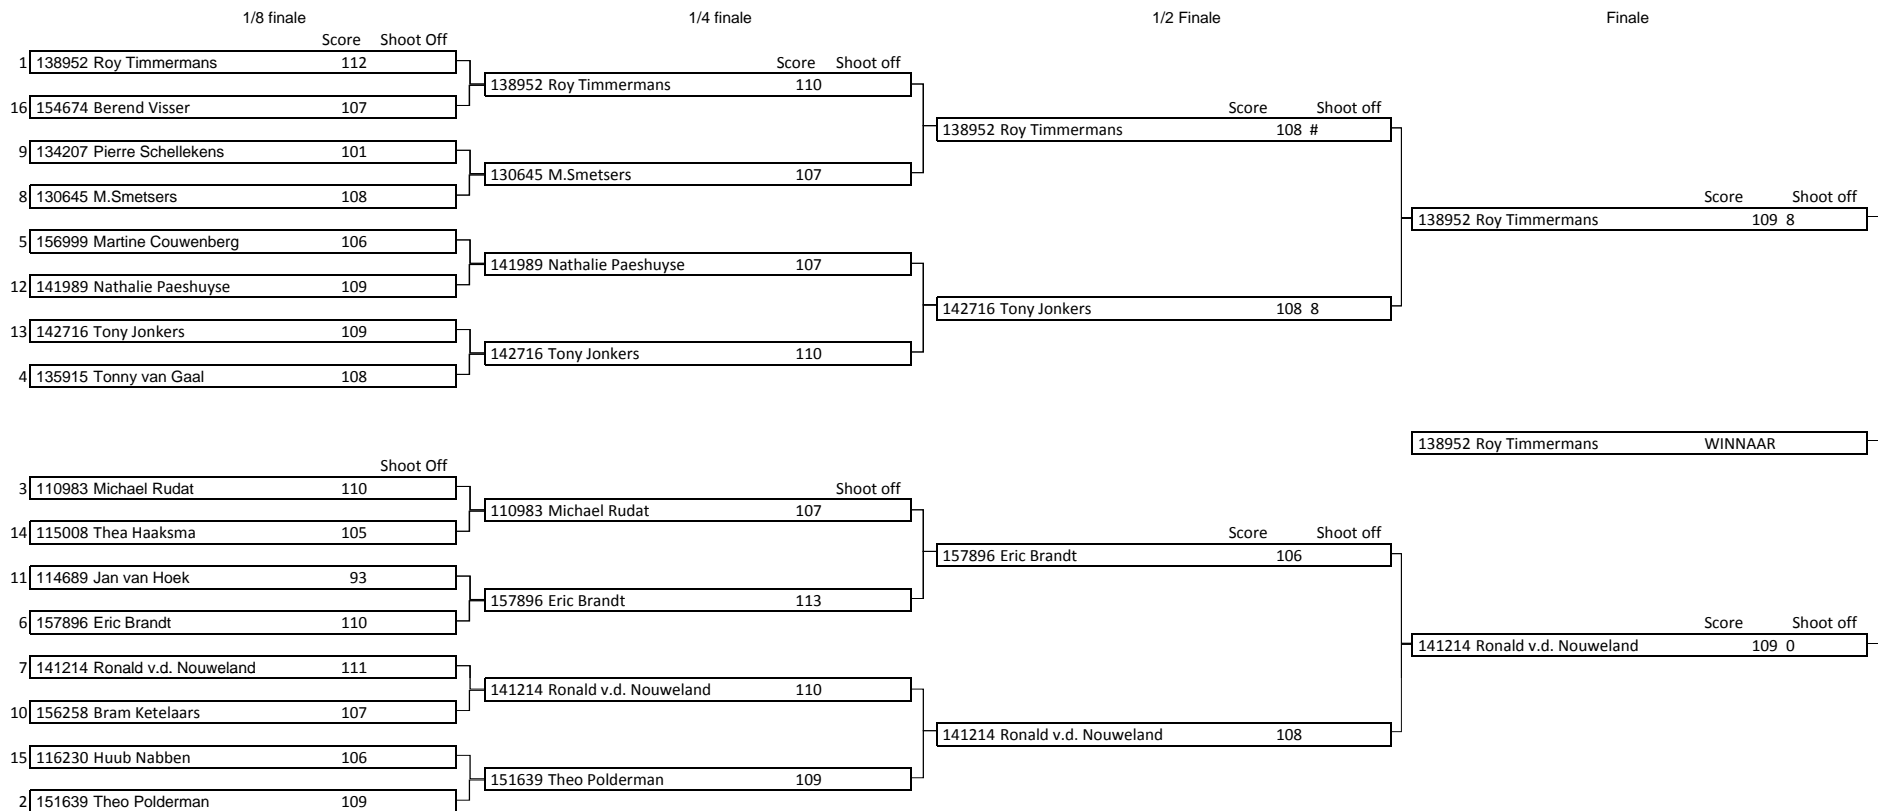 1/8 finale 1/4 finale 1/2 Finale Finale
Score Shoot Off
1 138952 Roy Timmermans 112
Score Shoot off
138952 Roy Timmermans 110
16 154674 Berend Visser 107
Score Shoot off
138952 Roy Timmermans 108 #
9 134207 Pierre Schellekens 101
130645 M.Smetsers 107
8 130645 M.Smetsers 108
Score Shoot off
138952 Roy Timmermans 109 8
5 156999 Martine Couwenberg 106
141989 Nathalie Paeshuyse 107
12 141989 Nathalie Paeshuyse 109
142716 Tony Jonkers 108 8
13 142716 Tony Jonkers 109
142716 Tony Jonkers 110
4 135915 Tonny van Gaal 108
138952 Roy Timmermans WINNAAR
Shoot Off
3 110983 Michael Rudat 110
Shoot off
110983 Michael Rudat 107
14 115008 Thea Haaksma 105
Score Shoot off
157896 Eric Brandt 106
11 114689 Jan van Hoek 93
157896 Eric Brandt 113
6 157896 Eric Brandt 110
Score Shoot off
141214 Ronald v.d. Nouweland 109 0
7 141214 Ronald v.d. Nouweland 111
141214 Ronald v.d. Nouweland 110
10 156258 Bram Ketelaars 107
141214 Ronald v.d. Nouweland 108
15 116230 Huub Nabben 106
151639 Theo Polderman 109
2 151639 Theo Polderman 109